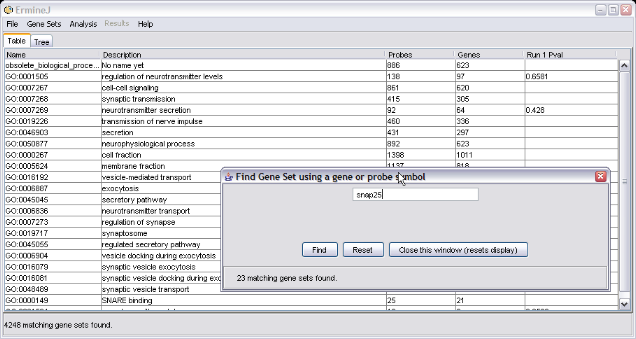 ErmineJ
File Gene Sets Analysis Results Help
Table Tree
Name Description Probes Genes Run 1 Pval
obsolete_biological_proce... No name yet 886 623
GO:0001505 regulation of neurotransmitter levels 138 97 0.6581
GO:0007267 cell-cell signaling 861 620
GO:0007268 synaptic transmission 415 305
GO:0007269 neurotransmitter secretion 92 64 0.426
GO:0019226 transmission of nerve impulse 460 336
GO:0046903 secretion 431 297
GO:0050877 neurophysiological process 892 623
GO:0000267 cell fraction 1398 1011
GO:0005624 membrane fraction 1137 818
GO:0016192 vesicle-mediated transport
GO:0006887 exocytosis
GO:0045045 secretory pathway
GO:0006836 neurotransmitter transport
GO:0007273 regulation of synapse
GO:0019717 synaptosome
GO:0045055 regulated secretory pathway
GO:0006904 vesicle docking during exocytosis
GO:0016079 synaptic vesicle exocytosis
GO:0016081 synaptic vesicle docking during exo
GO:0048489 synaptic vesicle transport
GO:0000149 SNARE binding 25 21
4248 matching gene sets found.
Find Gene Set using a gene or probe symbol
snap25
Find Reset Close this window (resets display)
23 matching gene sets found.